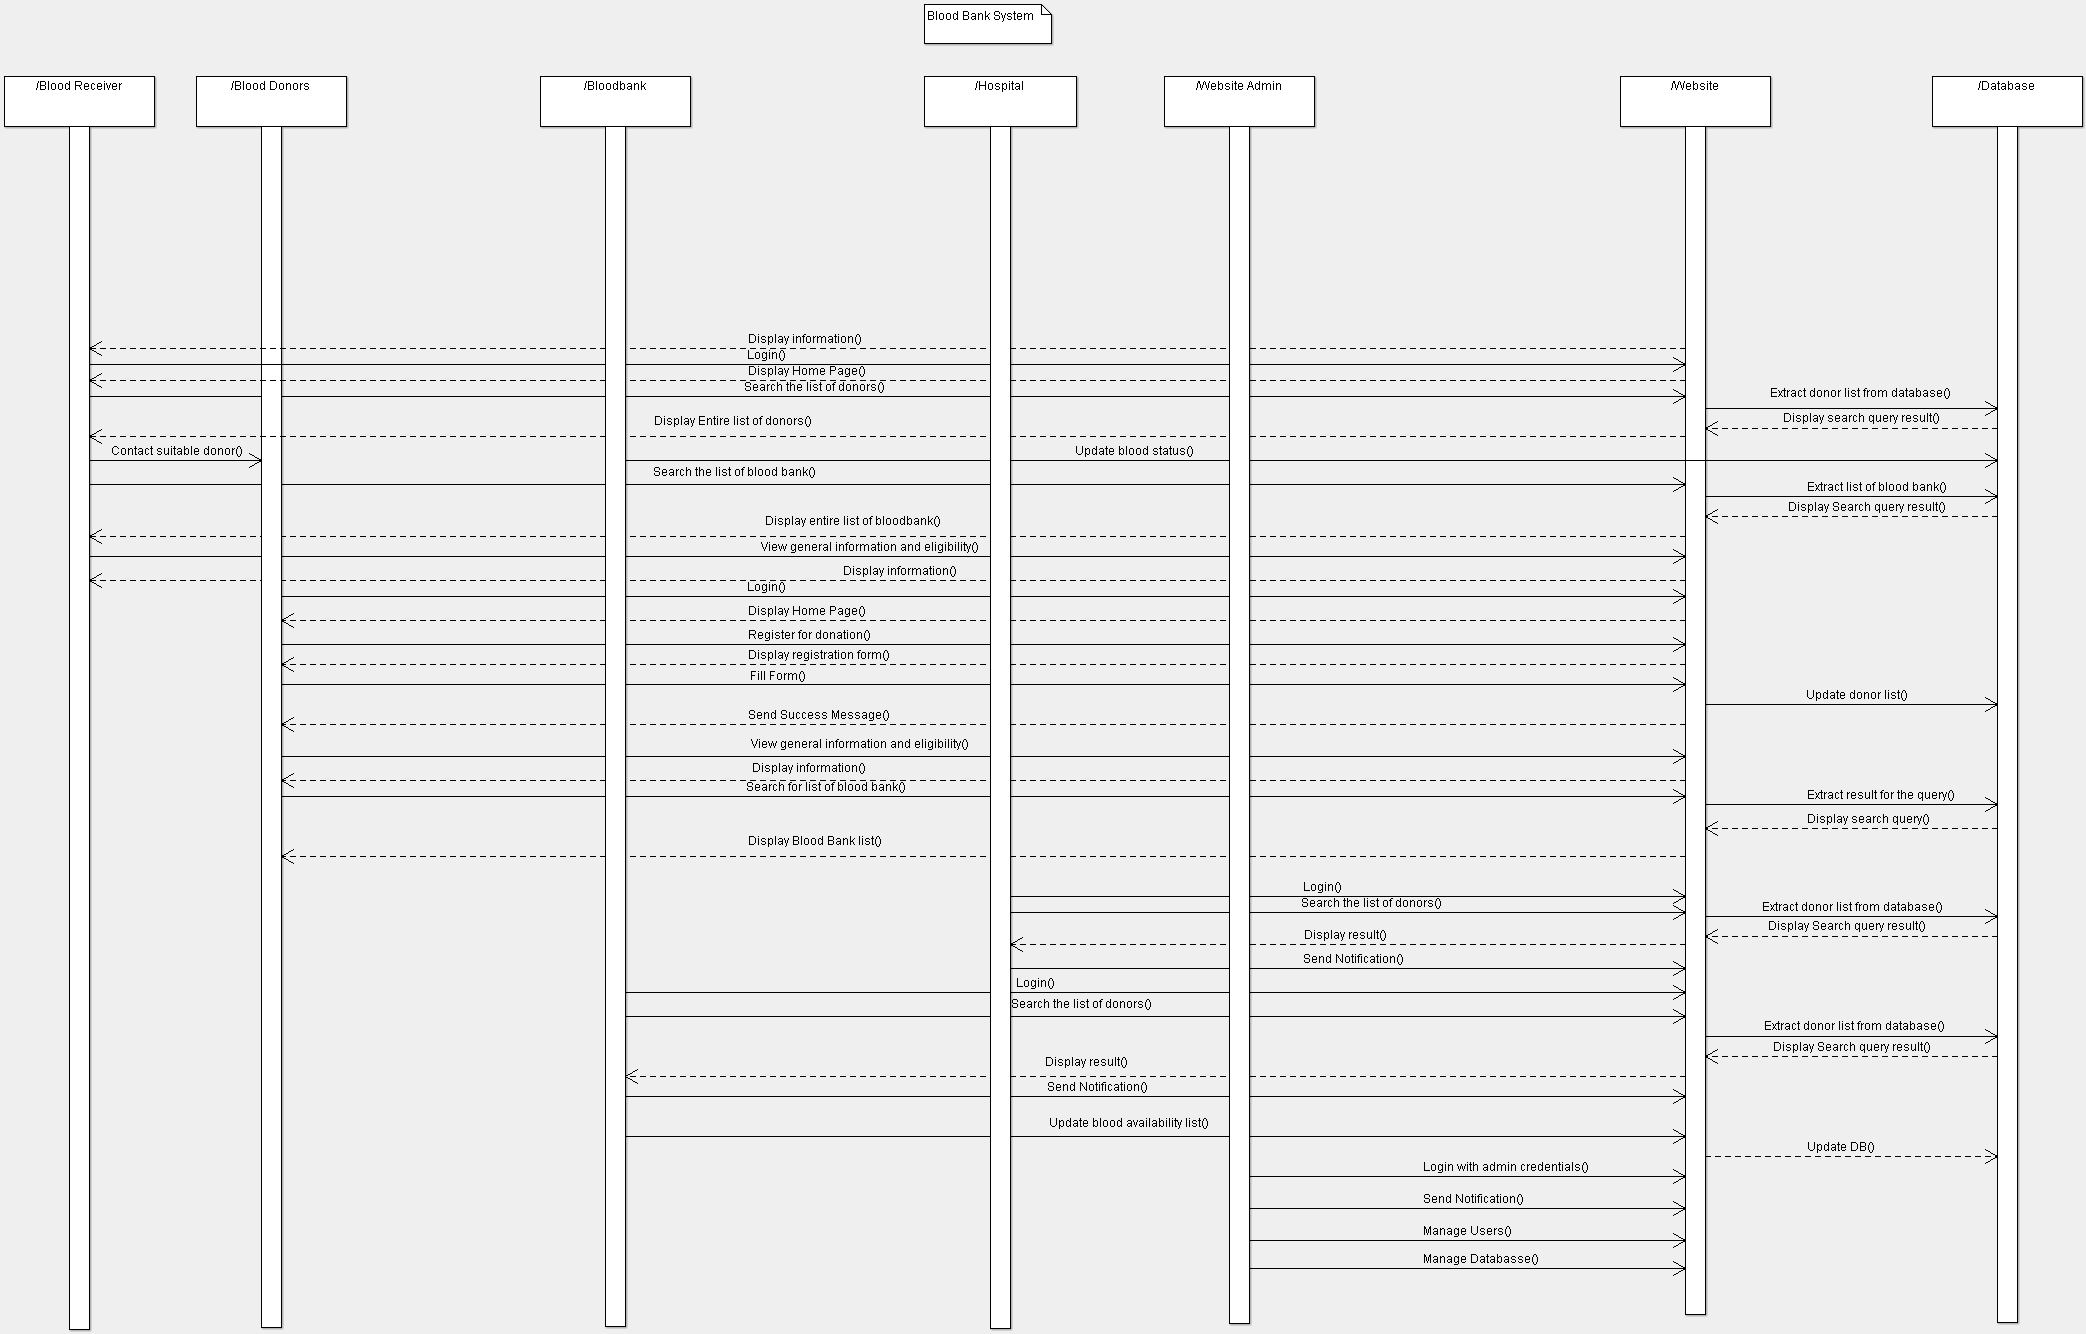 Blood Bank System
/Blood Receiver
/Blood Donors
/Bloodbank
/Hospital
/Website Admin
/Website
/Database
Display information()
Login()
Display Home Page()
Search the list of donors()
Extract donor list from database()
Display search query result()
Display Entire list of donors()
Contact suitable donor()
Update blood status()
Search the list of blood bank()
Extract list of blood bank()
Display Search query result()
Display entire list of bloodbank()
View general information and eligibility()
Display information()
Login()
Display Home Page()
Register for donation()
Display registration form()
Fill Form()
Update donor list()
Send Success Message()
View general information and eligibility()
Display information()
Search for list of blood bank()
Extract result for the query()
Display search query()
Display Blood Bank list()
Login()
Search the list of donors()
Extract donor list from database()
Display Search query result()
Display result()
Send Notification()
Login()
Search the list of donors()
Extract donor list from database()
Display Search query result()
Display result()
Send Notification()
Update blood availability list()
Update DB()
Login with admin credentials()
Send Notification()
Manage Users()
Manage Databasse()